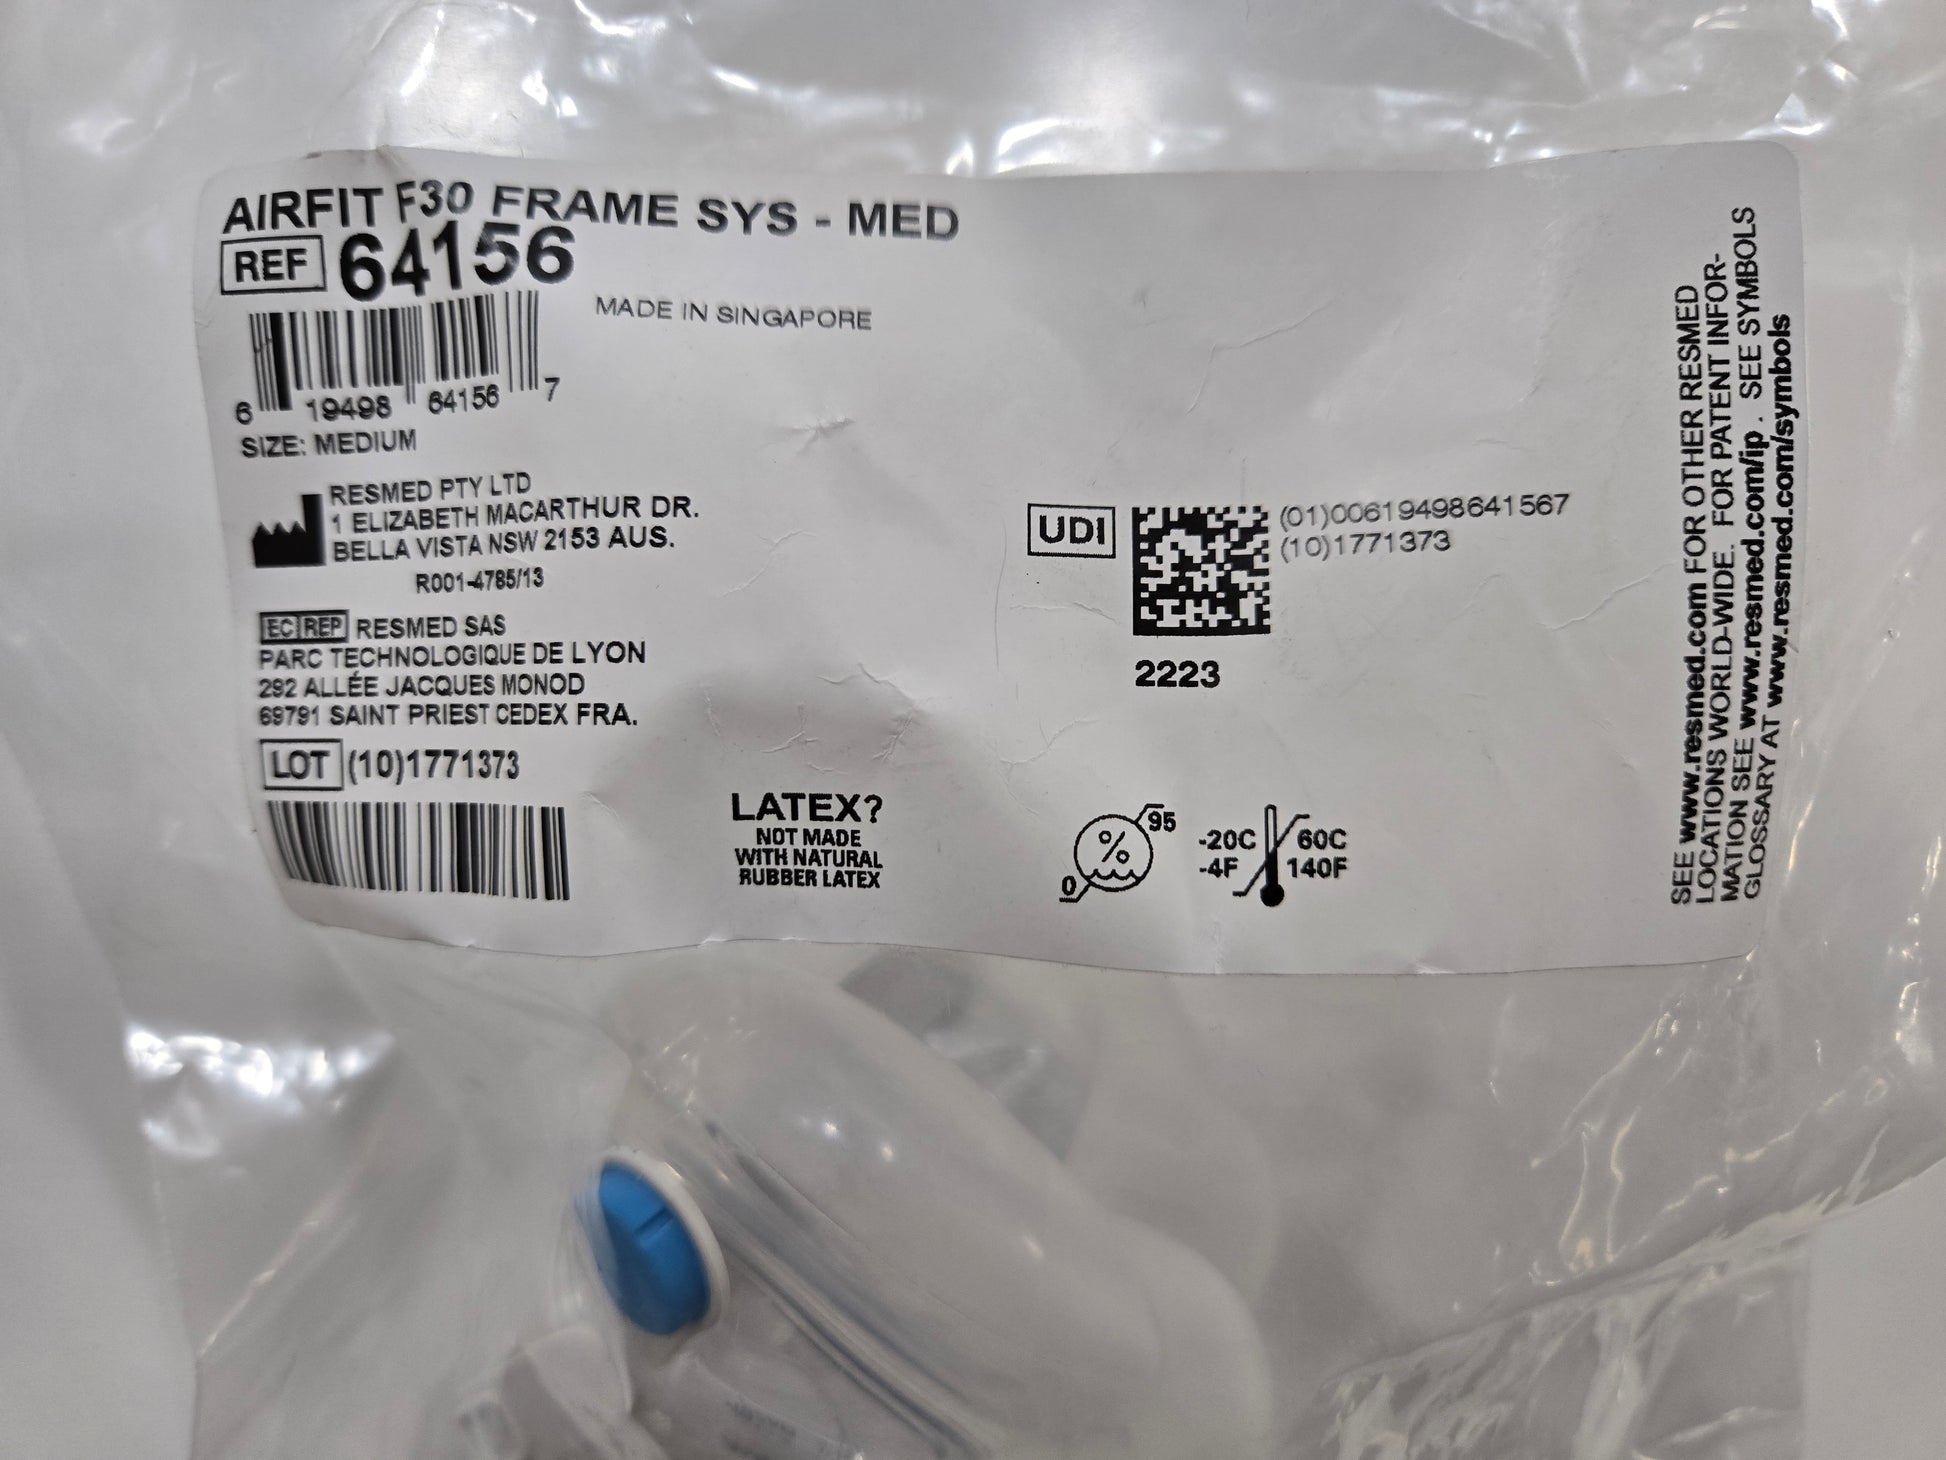 AIRFIT F30 FRAME SYS - MED
REF 64156
MADE IN SINGAPORE
6 19498 64156 7
SIZE: MEDIUM
RESMED PTY LTD
1 ELIZABETH MACARTHUR DR.
BELLA VISTA NSW 2153 AUS.
R001-4785/13
EC REP RESMED SAS
PARC TECHNOLOGIQUE DE LYON
292 ALLÉE JACQUES MONOD
69791 SAINT PRIEST CEDEX FRA.
LOT (10)1771373
LATEX?
NOT MADE
WITH NATURAL
RUBBER LATEX
UDI (01)00619498641567
(10)1771373
2223
% 95
0
-20C 60C
-4F 140F
SEE www.resmed.com FOR OTHER RESMED
LOCATIONS WORLD-WIDE. FOR PATENT INFOR-
MATION SEE www.resmed.com/ip. SEE SYMBOLS
GLOSSARY AT www.resmed.com/symbols